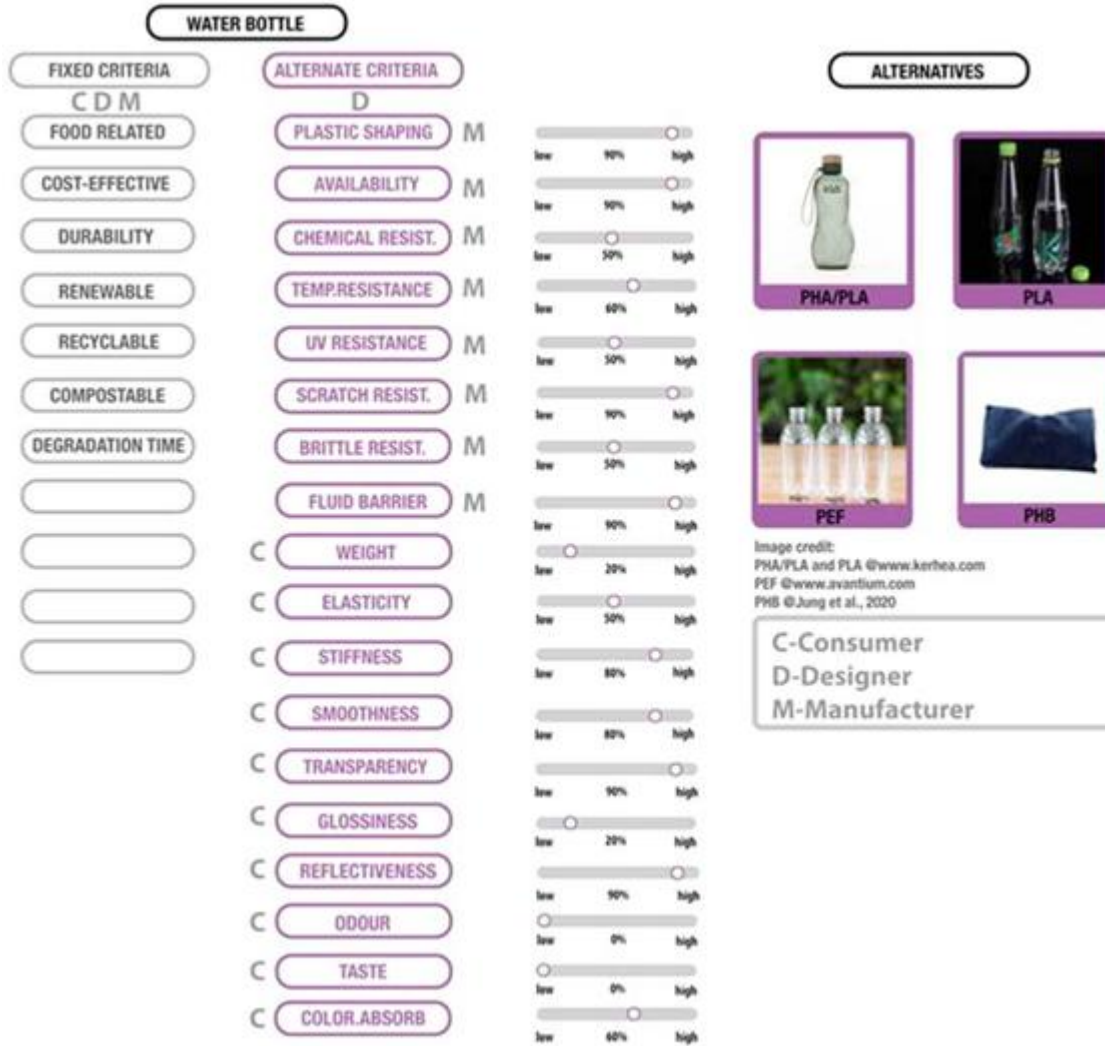 WATER BOTTLE
FIXED CRITERIA
C D M
FOOD RELATED
COST-EFFECTIVE
DURABILITY
RENEWABLE
RECYCLABLE
COMPOSTABLE
DEGRADATION TIME
ALTERNATE CRITERIA
D
PLASTIC SHAPING M
low 90% high
AVAILABILITY M
low 90% high
CHEMICAL RESIST. M
low 50% high
TEMP.RESISTANCE M
low 60% high
UV RESISTANCE M
low 50% high
SCRATCH RESIST. M
low 90% high
BRITTLE RESIST. M
low 50% high
FLUID BARRIER M
low 90% high
C WEIGHT
low 20% high
C ELASTICITY
low 50% high
C STIFFNESS
low 80% high
C SMOOTHNESS
low 80% high
C TRANSPARENCY
low 90% high
C GLOSSINESS
low 20% high
C REFLECTIVENESS
low 90% high
C ODOUR
low 0% high
C TASTE
low 0% high
C COLOR.ABSORB
low 60% high
ALTERNATIVES
PHA/PLA
PLA
PEF
PHB
Image credit:
PHA/PLA and PLA @www.kerhea.com
PEF @www.avantium.com
PHB @Jung et al., 2020
C-Consumer
D-Designer
M-Manufacturer